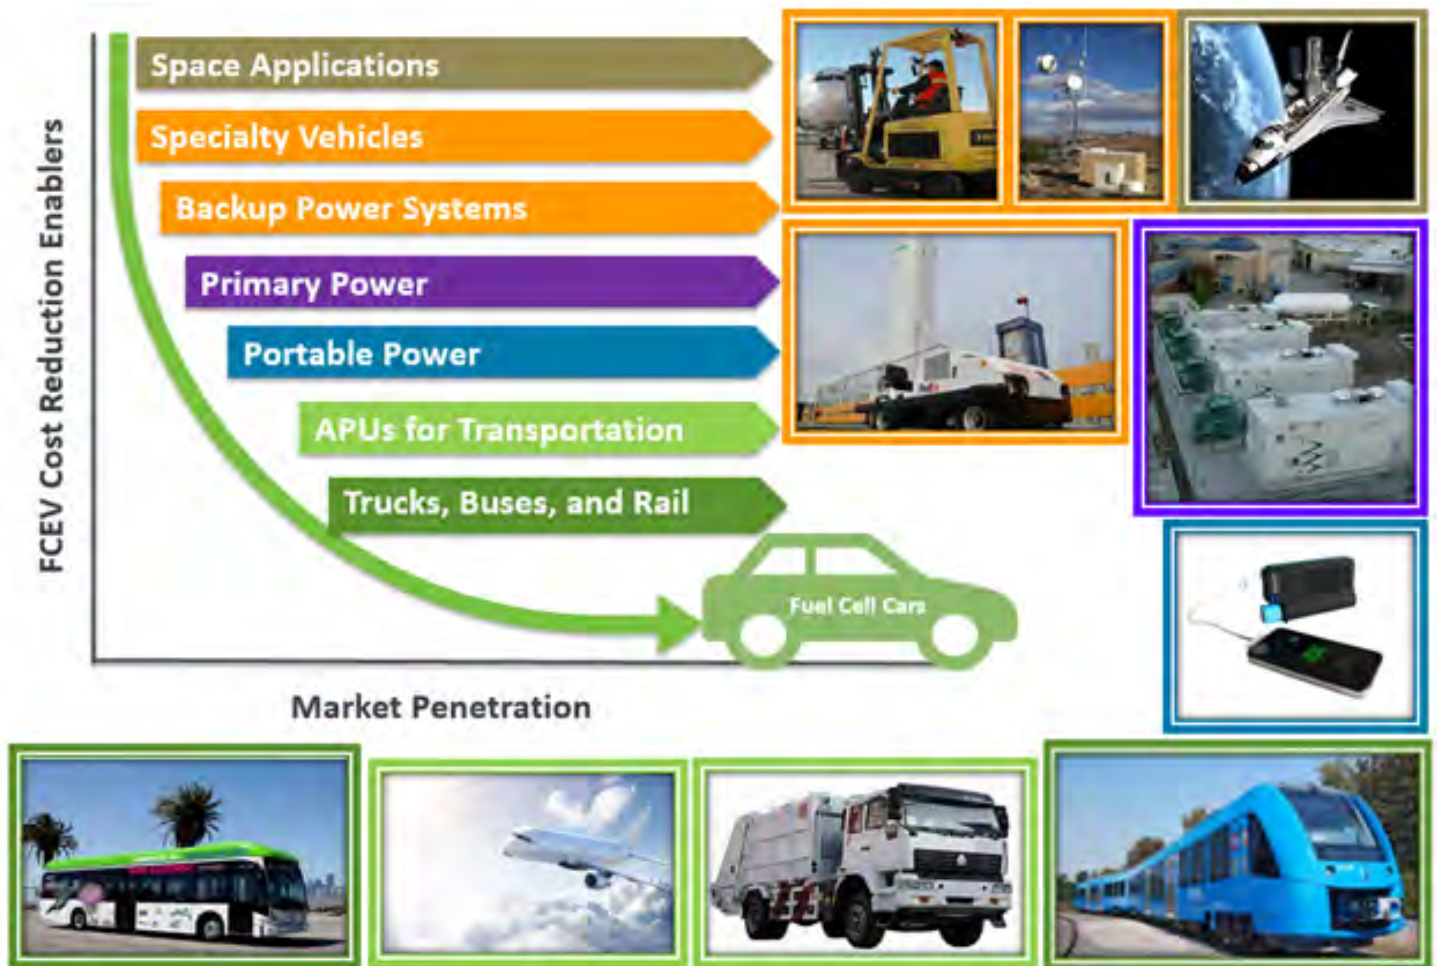 FCEV Cost Reduction Enablers
Space Applications
Specialty Vehicles
Backup Power Systems
Primary Power
Portable Power
APUs for Transportation
Trucks, Buses, and Rail
Fuel Cell Cars
Market Penetration